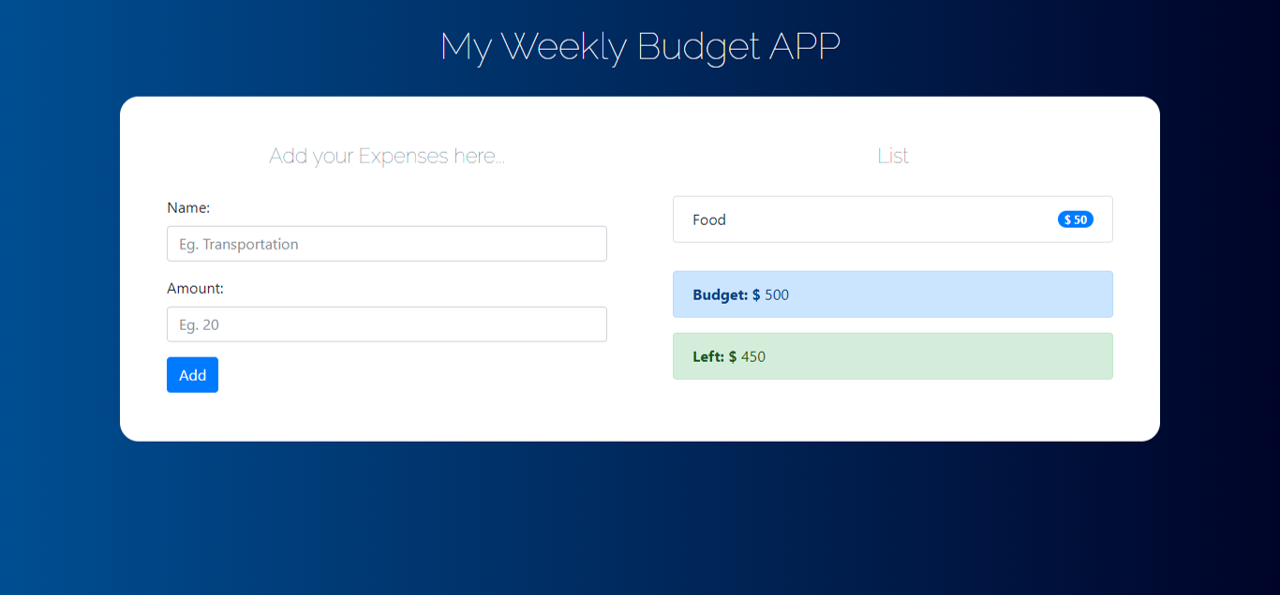 My Weekly Budget APP
Add your Expenses here...
Name:
Eg. Transportation
Amount:
Eg. 20
Add
List
Food $ 50
Budget: $ 500
Left: $ 450